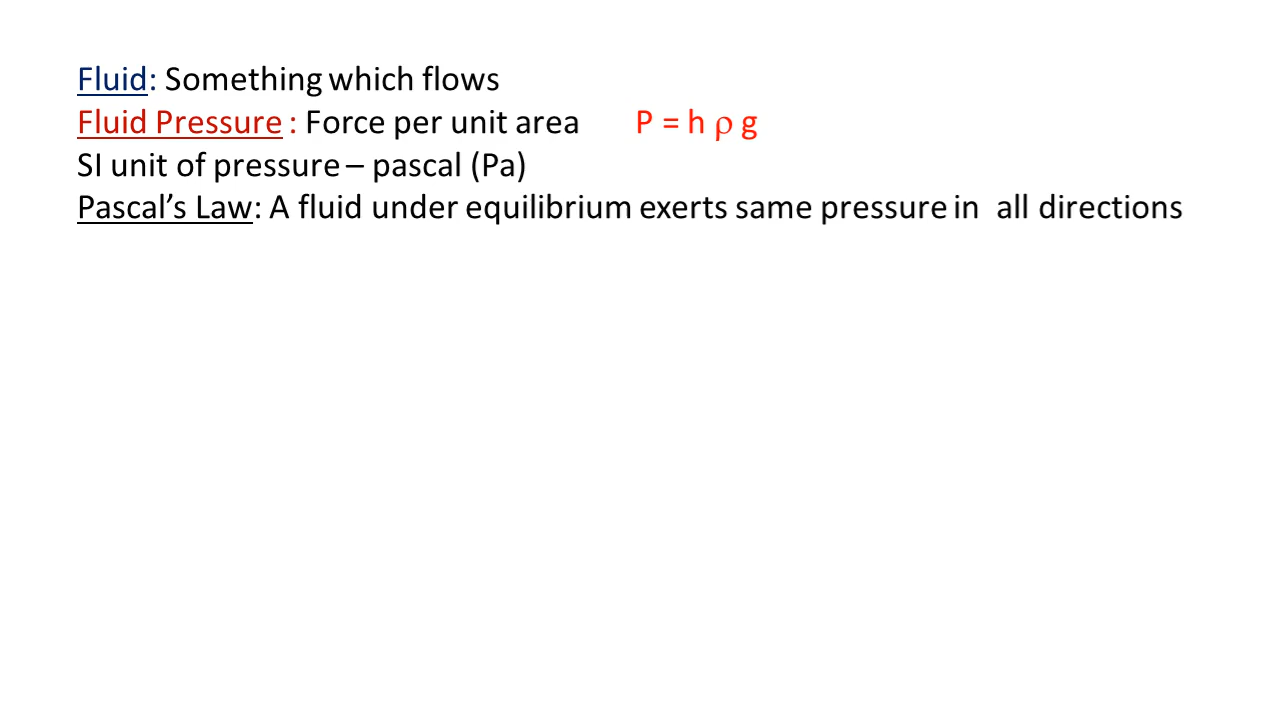 Fluid: Something which flows
Fluid Pressure : Force per unit area P = h ρ g
SI unit of pressure – pascal (Pa)
Pascal’s Law: A fluid under equilibrium exerts same pressure in all directions